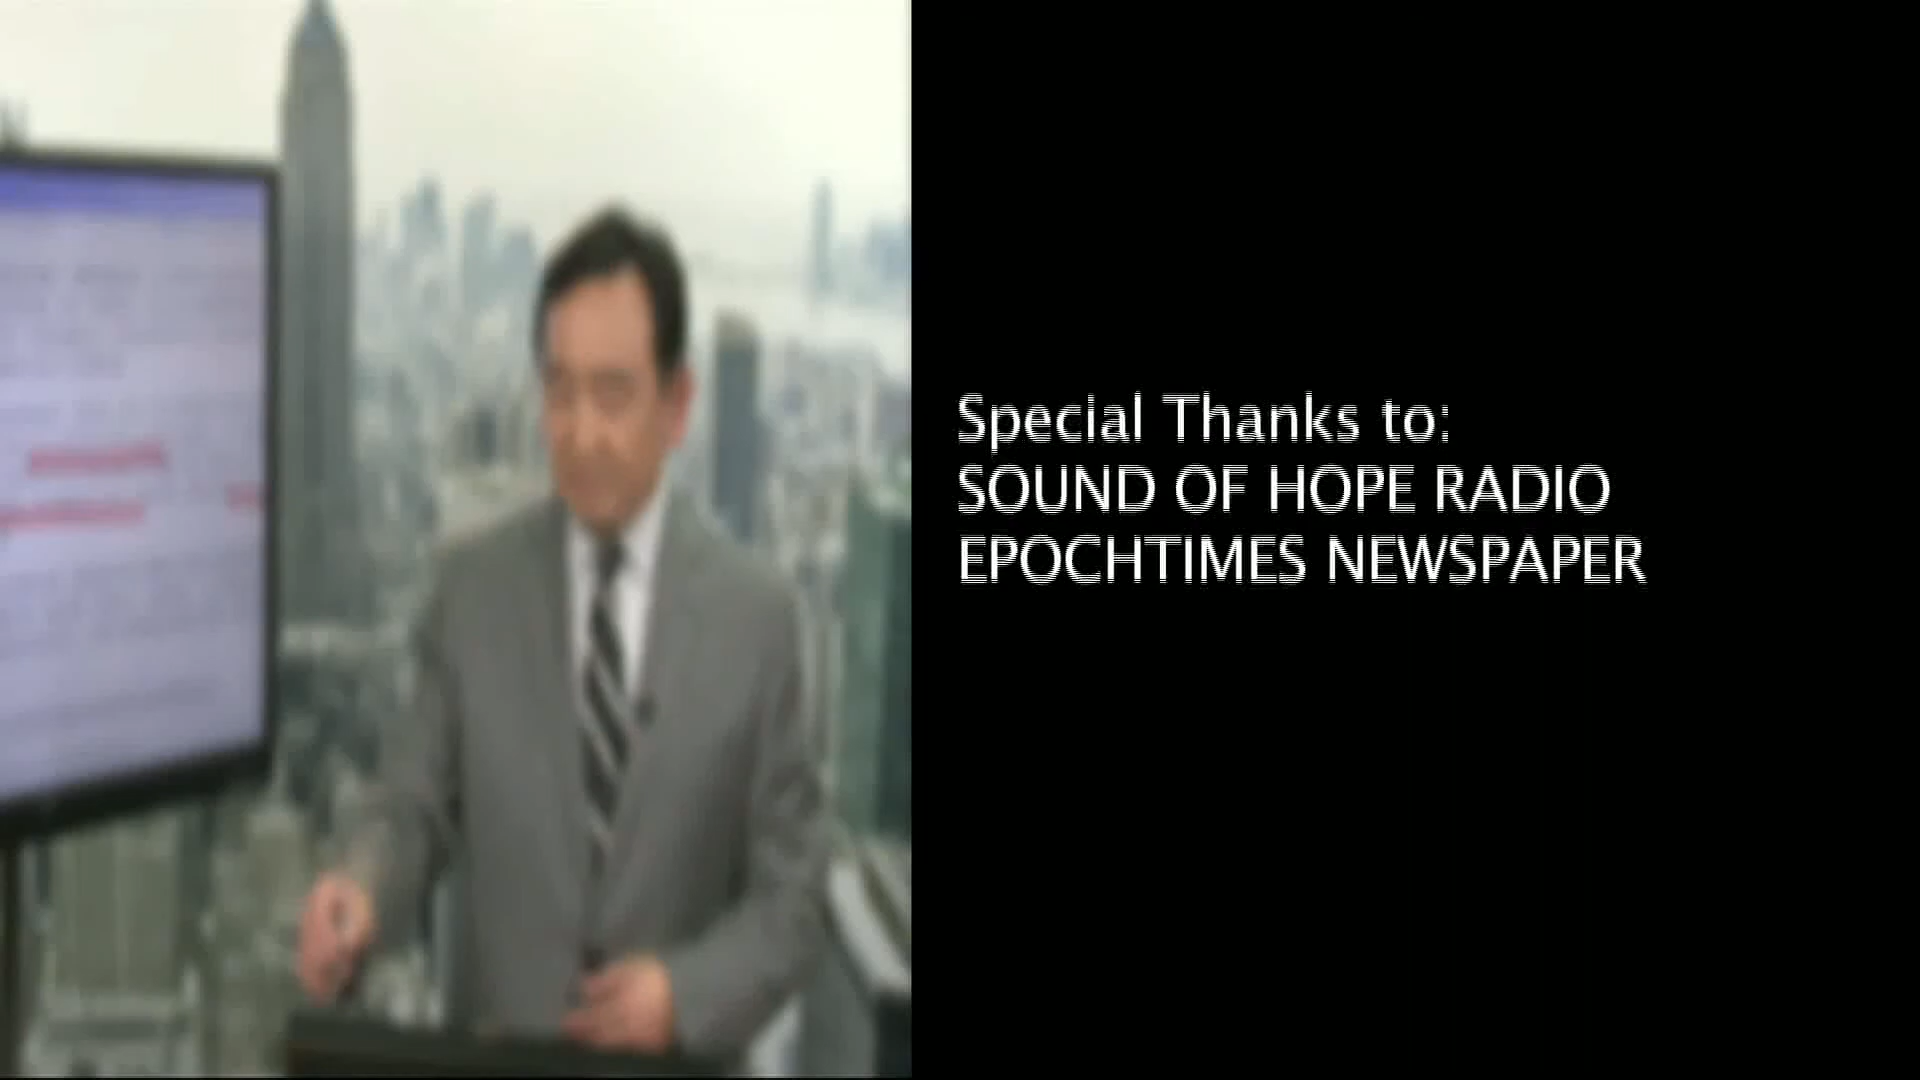 Special Thanks to:
SOUND OF HOPE RADIO
EPOCHTIMES NEWSPAPER